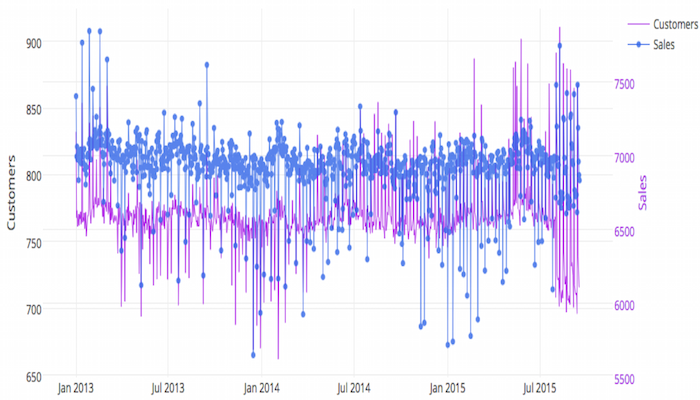 Customers
Sales
900
850
800
750
700
650
Customers
7500
7000
6500
6000
5500
Sales
Jan 2013
Jul 2013
Jan 2014
Jul 2014
Jan 2015
Jul 2015